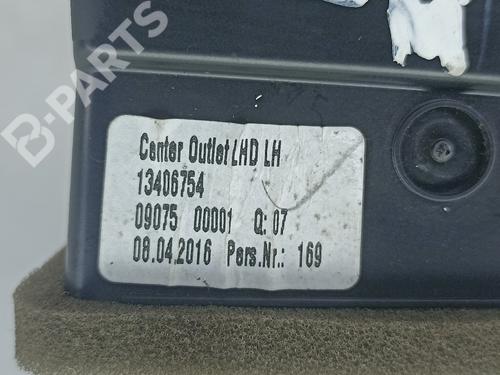 B-PARTS
Center Outlet LHD LH
13406754
09075 00001 Q: 07
08.04.2016 Pers.Nr.: 169